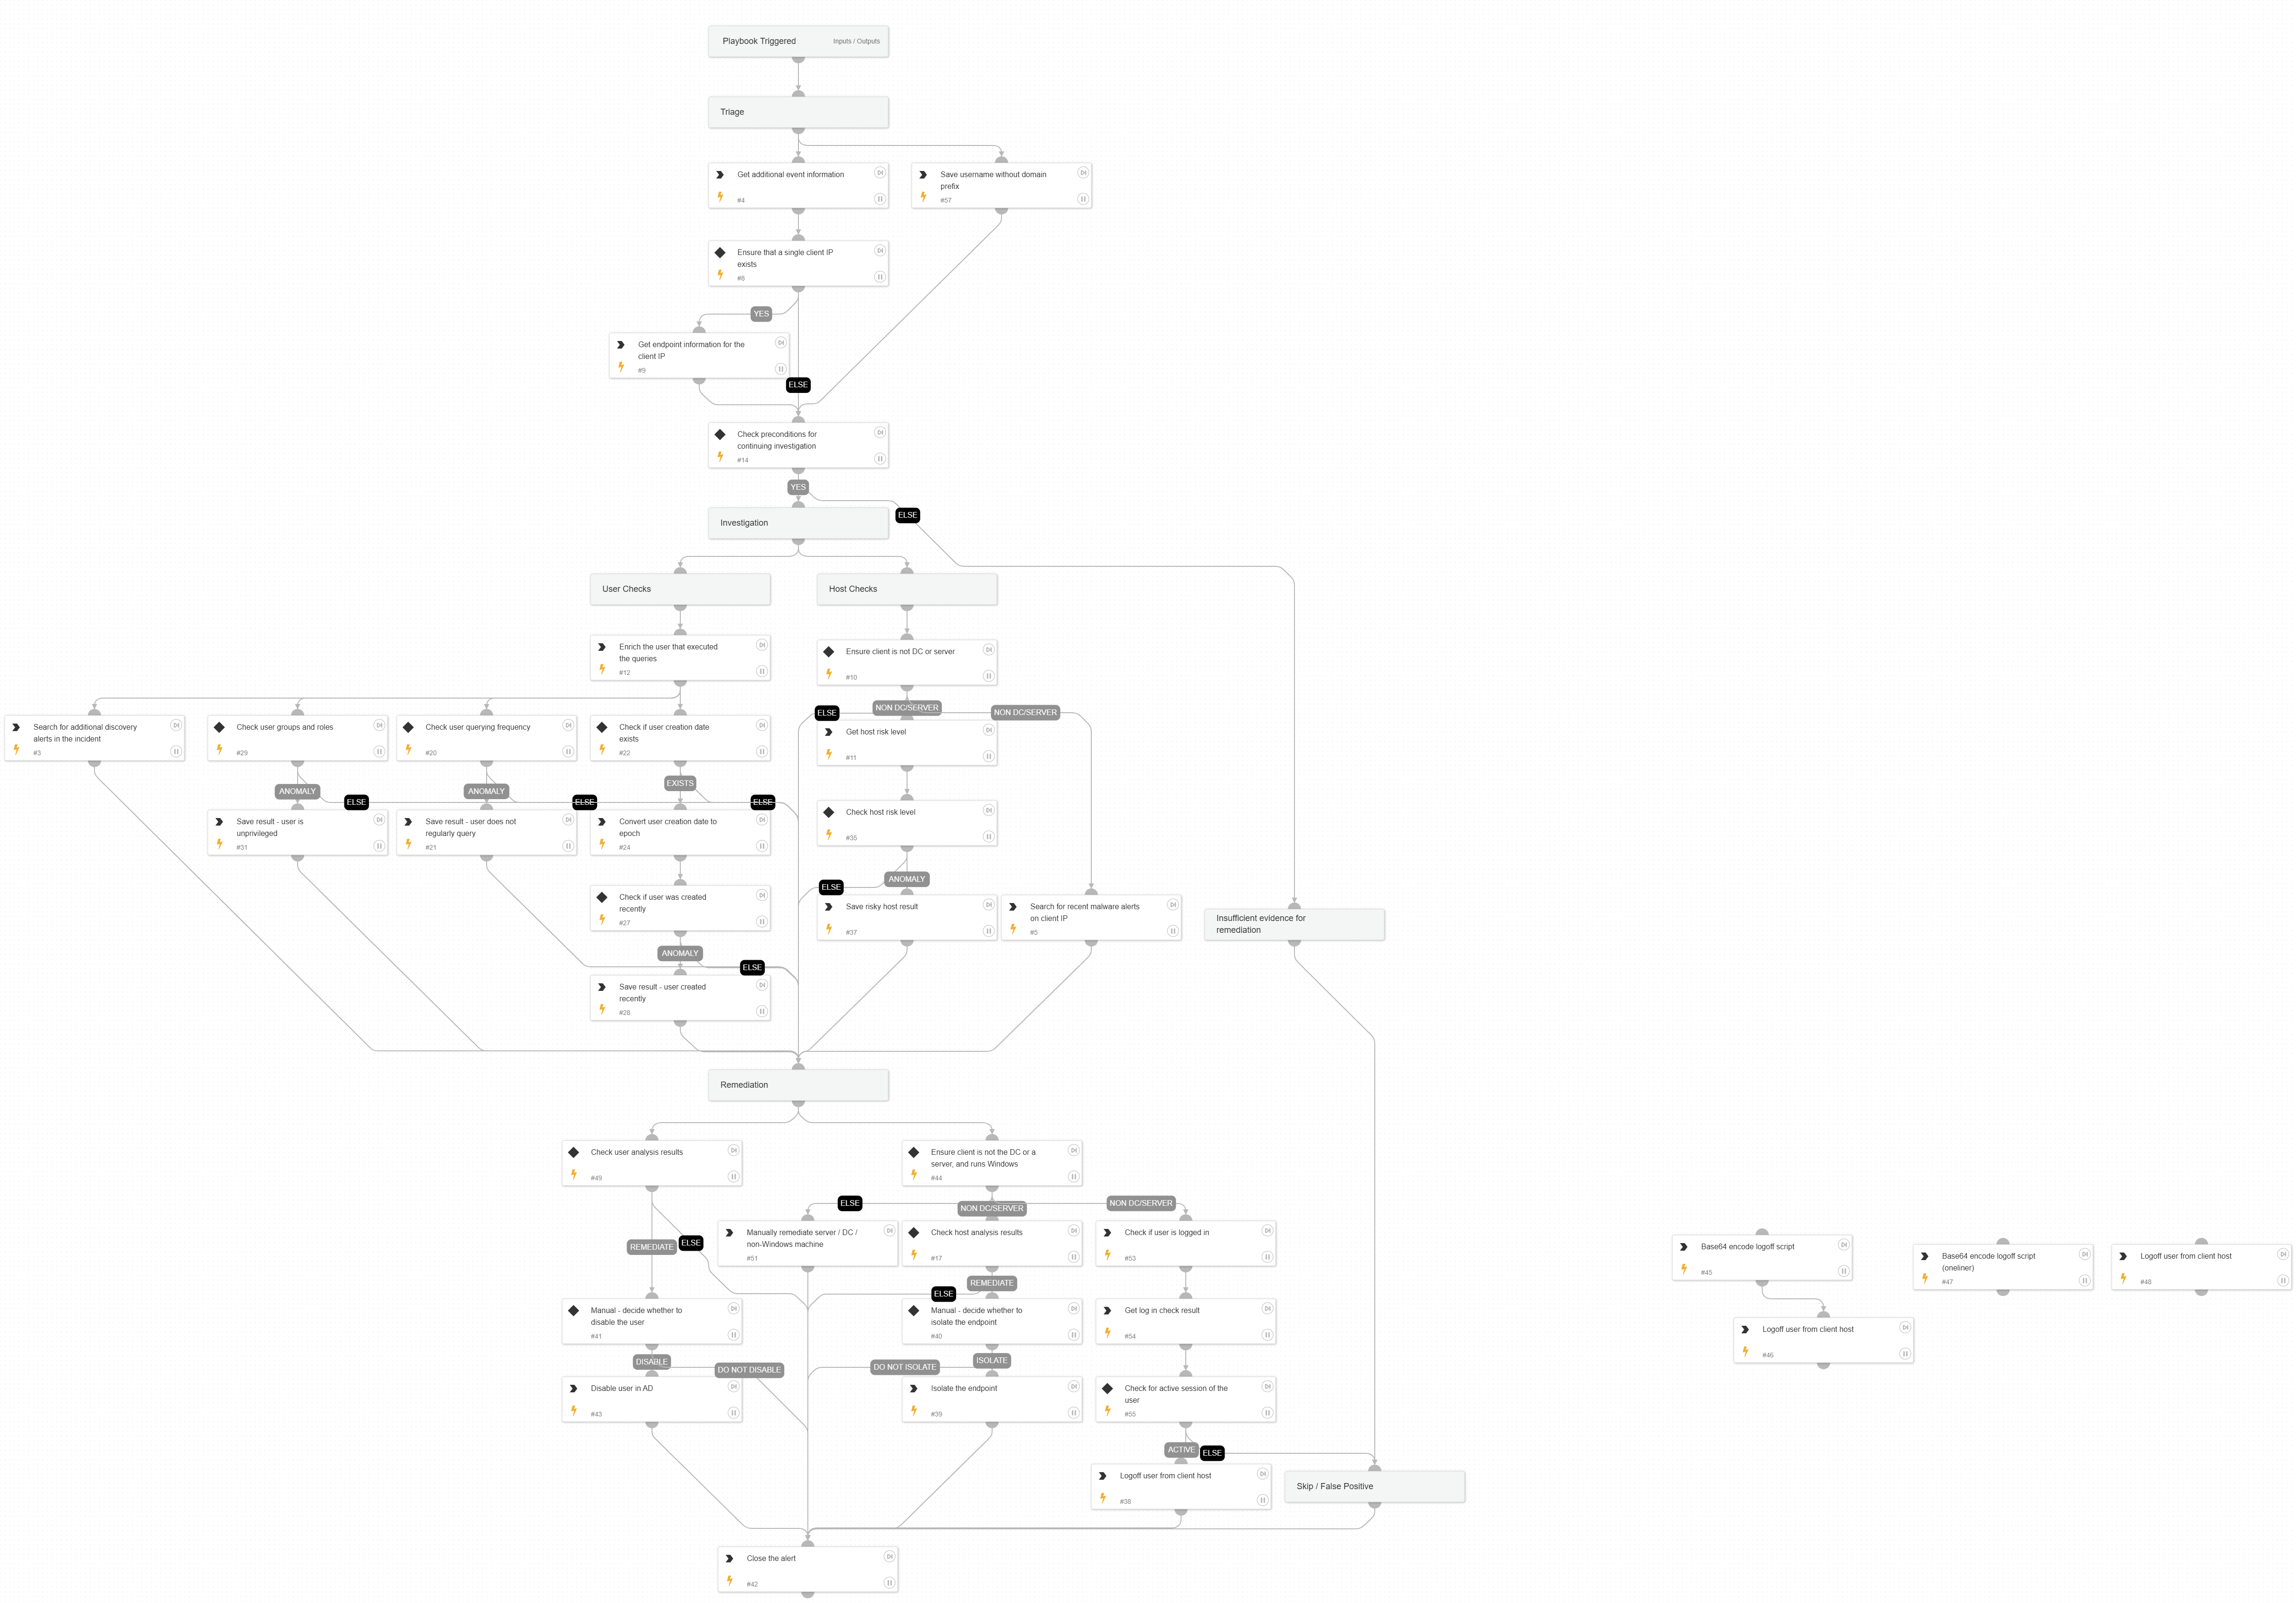 Playbook Triggered
Inputs / Outputs
Triage
Get additional event information
#4
Save username without domain
prefix
#57
Ensure that a single client IP
exists
#6
YES
Get endpoint information for the
client IP
#9
ELSE
Check preconditions for
continuing investigation
#14
YES
ELSE
Investigation
User Checks
Host Checks
Enrich the user that executed
the queries
#12
Ensure client is not DC or server
#10
ELSE
NON DC/SERVER
NON DC/SERVER
Search for additional discovery
alerts in the incident
#3
Check user groups and roles
#29
Check user querying frequency
#20
Check if user creation date
exists
#22
Get host risk level
#11
ANOMALY
ELSE
ANOMALY
ELSE
EXISTS
ELSE
Save result - user is
unprivileged
#31
Save result - user does not
regularly query
#21
Convert user creation date to
epoch
#24
Check host risk level
#35
ELSE
ANOMALY
Check if user was created
recently
#27
Save risky host result
#37
Search for recent malware alerts
on client IP
#5
Insufficient evidence for
remediation
ANOMALY
ELSE
Save result - user created
recently
#28
Remediation
Check user analysis results
#49
Ensure client is not the DC or a
server, and runs Windows
#44
ELSE
NON DC/SERVER
NON DC/SERVER
REMEDIATE
ELSE
Manually remediate server / DC /
non-Windows machine
#51
Check host analysis results
#17
Check if user is logged in
#53
Base64 encode logoff script
#45
Base64 encode logoff script
(oneliner)
#47
Logoff user from client host
#48
REMEDIATE
ELSE
Manual - decide whether to
disable the user
#41
Manual - decide whether to
isolate the endpoint
#40
Get log in check result
#54
Logoff user from client host
#46
DISABLE
DO NOT DISABLE
DO NOT ISOLATE
ISOLATE
Disable user in AD
#43
Isolate the endpoint
#39
Check for active session of the
user
#55
ACTIVE
ELSE
Logoff user from client host
#38
Skip / False Positive
Close the alert
#42